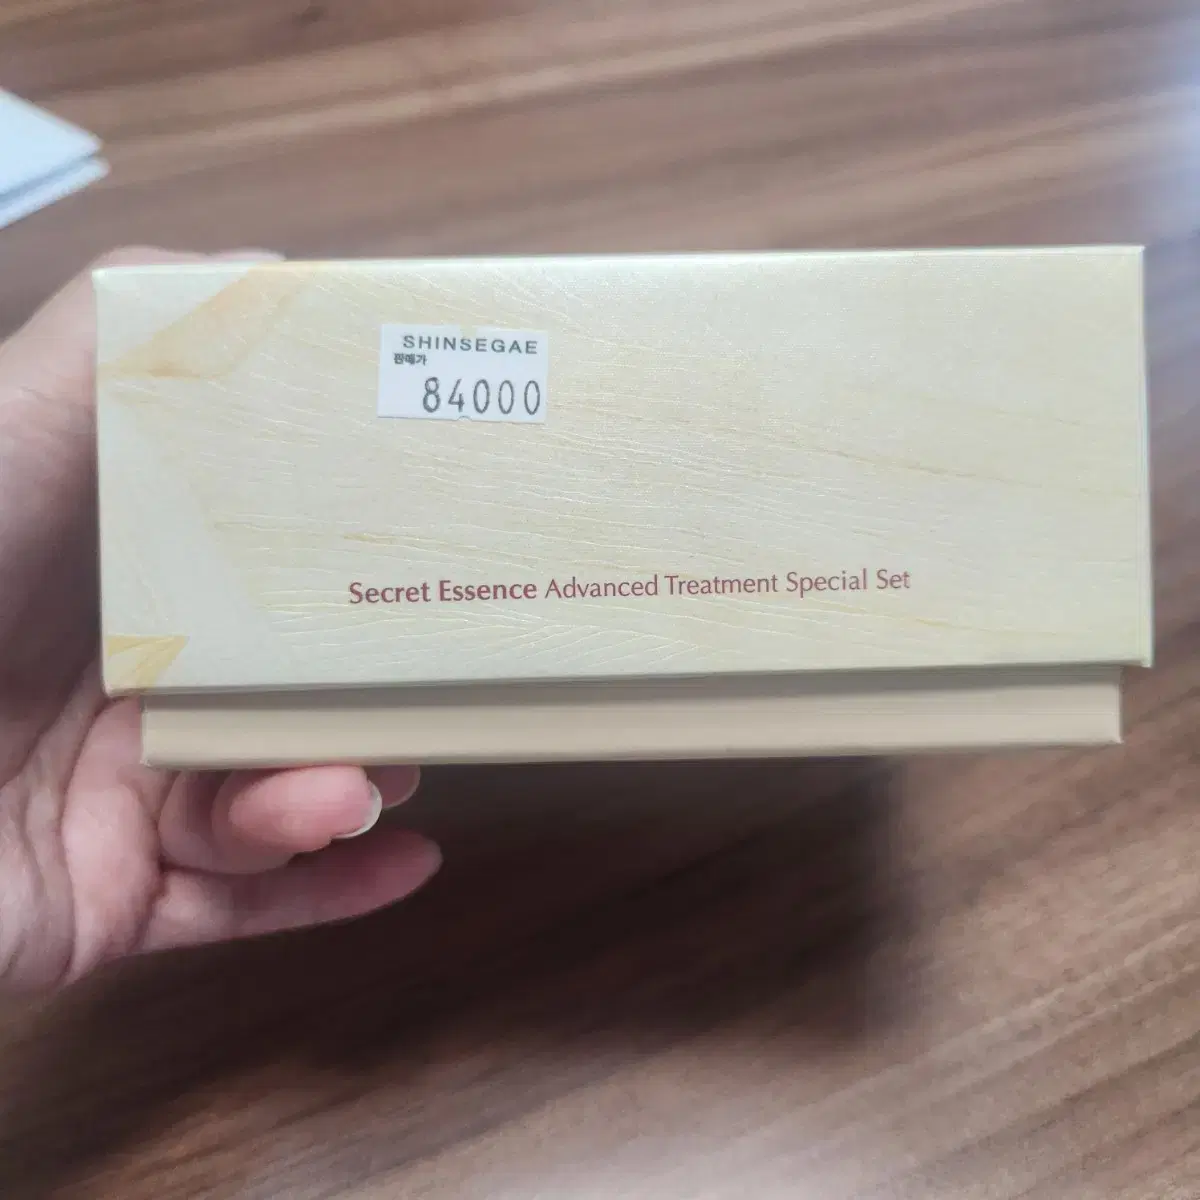 SHINSEGAE
판매가
84000
Secret Essence Advanced Treatment Special Set